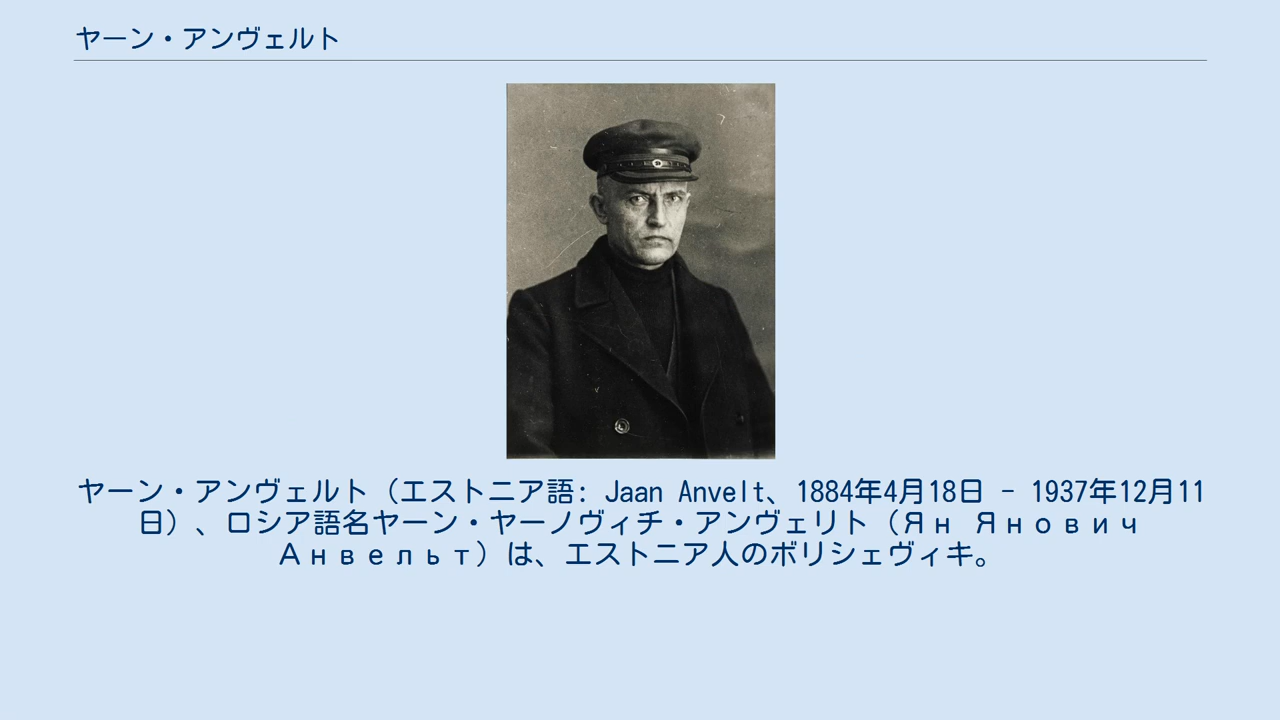 ヤーン・アンヴェルト
ヤーン・アンヴェルト（エストニア語: Jaan Anvelt、1884年4月18日 - 1937年12月11
日）、ロシア語名ヤーン・ヤーノヴィチ・アンヴェリト（Ян Янович
Анвельт）は、エストニア人のボリシェヴィキ。